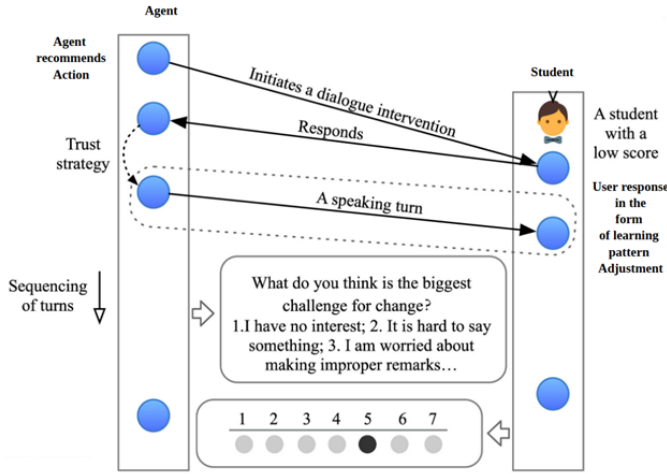 Agent
Agent
recommends
Action
Initiates a dialogue intervention
Student
Responds
A student
with a
low score
Trust
strategy
A speaking turn
User response
in the
form
of learning
pattern
Adjustment
Sequencing
of turns
What do you think is the biggest
challenge for change?
1.I have no interest; 2. It is hard to say
something; 3. I am worried about
making improper remarks…
1 2 3 4 5 6 7